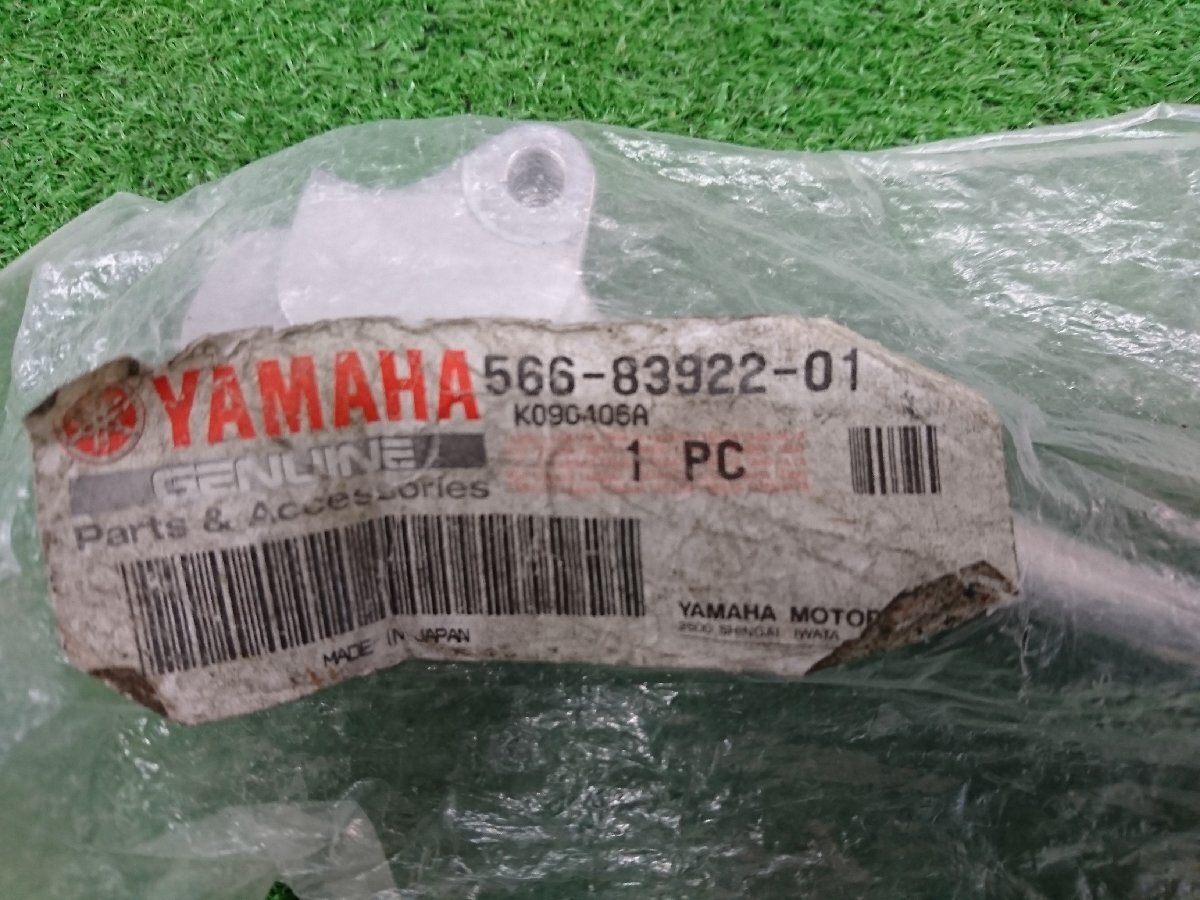 YAMAHA 566-83922-01
K090406A
GENUINE 1 PC
Parts & Accessories
YAMAHA MOTOR
2500 SHINGAI IWATA
MADE IN JAPAN